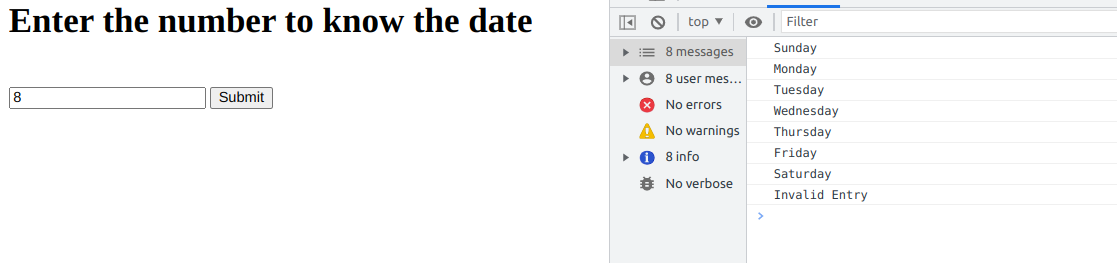 Enter the number to know the date
8 Submit
top ▼ Filter
8 messages
8 user mes...
No errors
No warnings
8 info
No verbose
Sunday
Monday
Tuesday
Wednesday
Thursday
Friday
Saturday
Invalid Entry
>